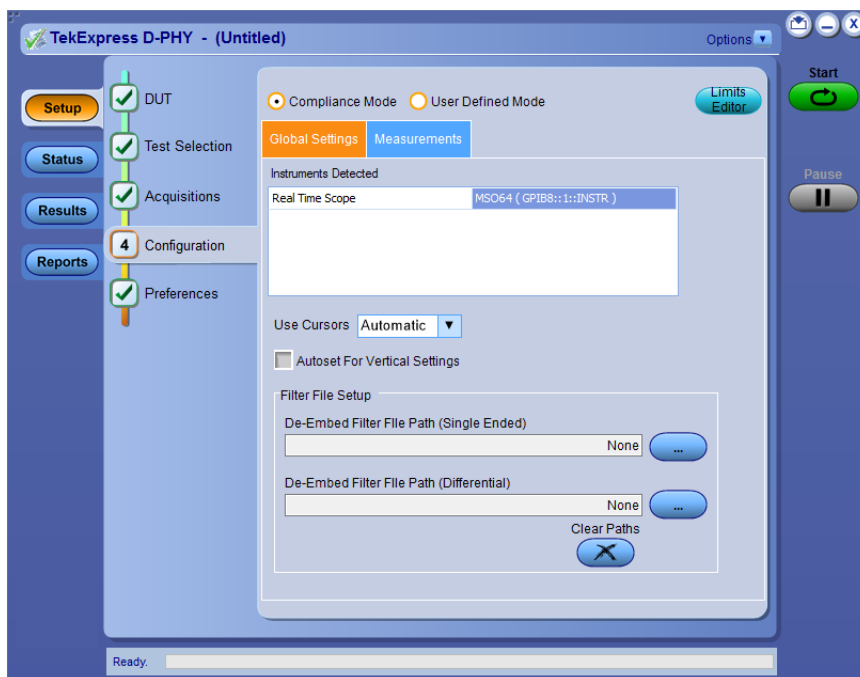 TekExpress D-PHY - (Untitled)
Options
X
Setup
Status
Results
Reports
DUT
Test Selection
Acquisitions
4
Configuration
Preferences
Compliance Mode
User Defined Mode
Limits
Editor
Global Settings
Measurements
Instruments Detected
Real Time Scope
MSO64 ( GPIB8::1::INSTR )
Use Cursors
Automatic
Autoset For Vertical Settings
Filter File Setup
De-Embed Filter FIle Path (Single Ended)
None
...
De-Embed Filter FIle Path (Differential)
None
...
Clear Paths
Start
Pause
Ready.